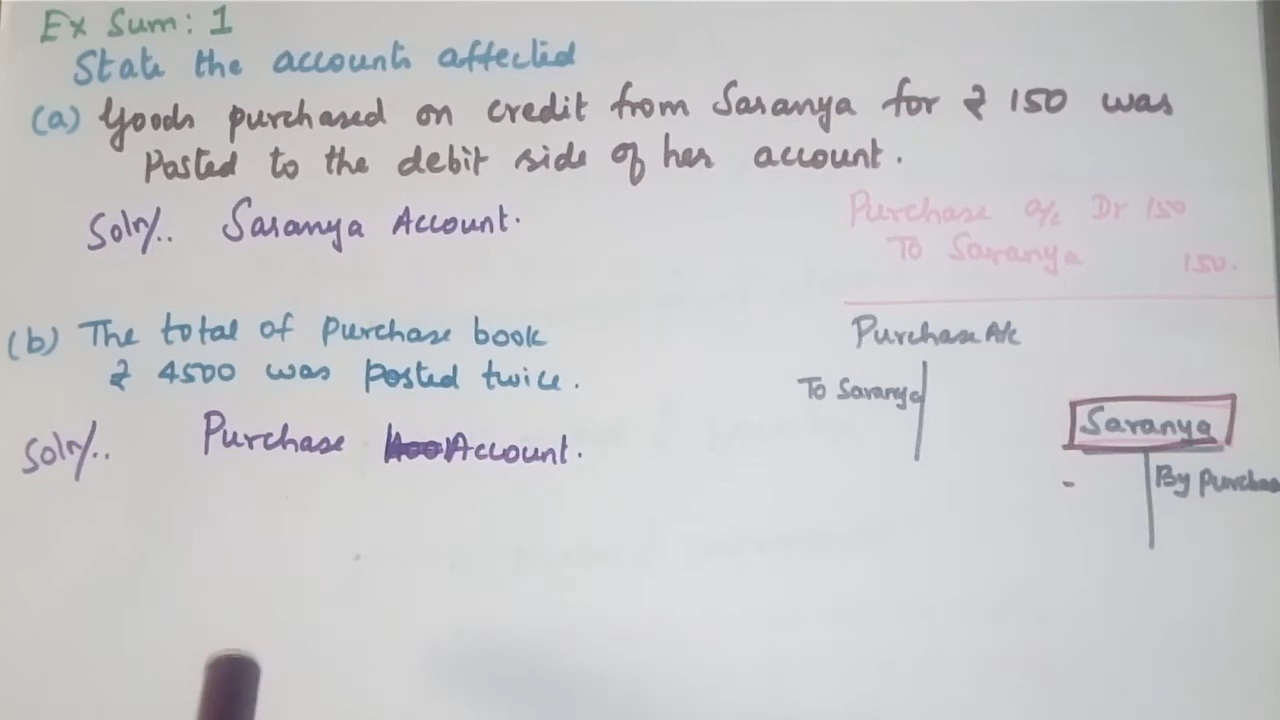 Ex Sum: 1
State the accounts affected
(a) Goods purchased on credit from Saranya for ₹ 150 was
Posted to the debit side of her account.
Soln/.. Saranya Account.
Purchase a/c Dr 150
To Saranya 150.
(b) The total of purchase book
₹ 4500 was posted twice.
Soln/.. Purchase Account.
Purchase A/c
To Saranya
Saranya
By Purchas